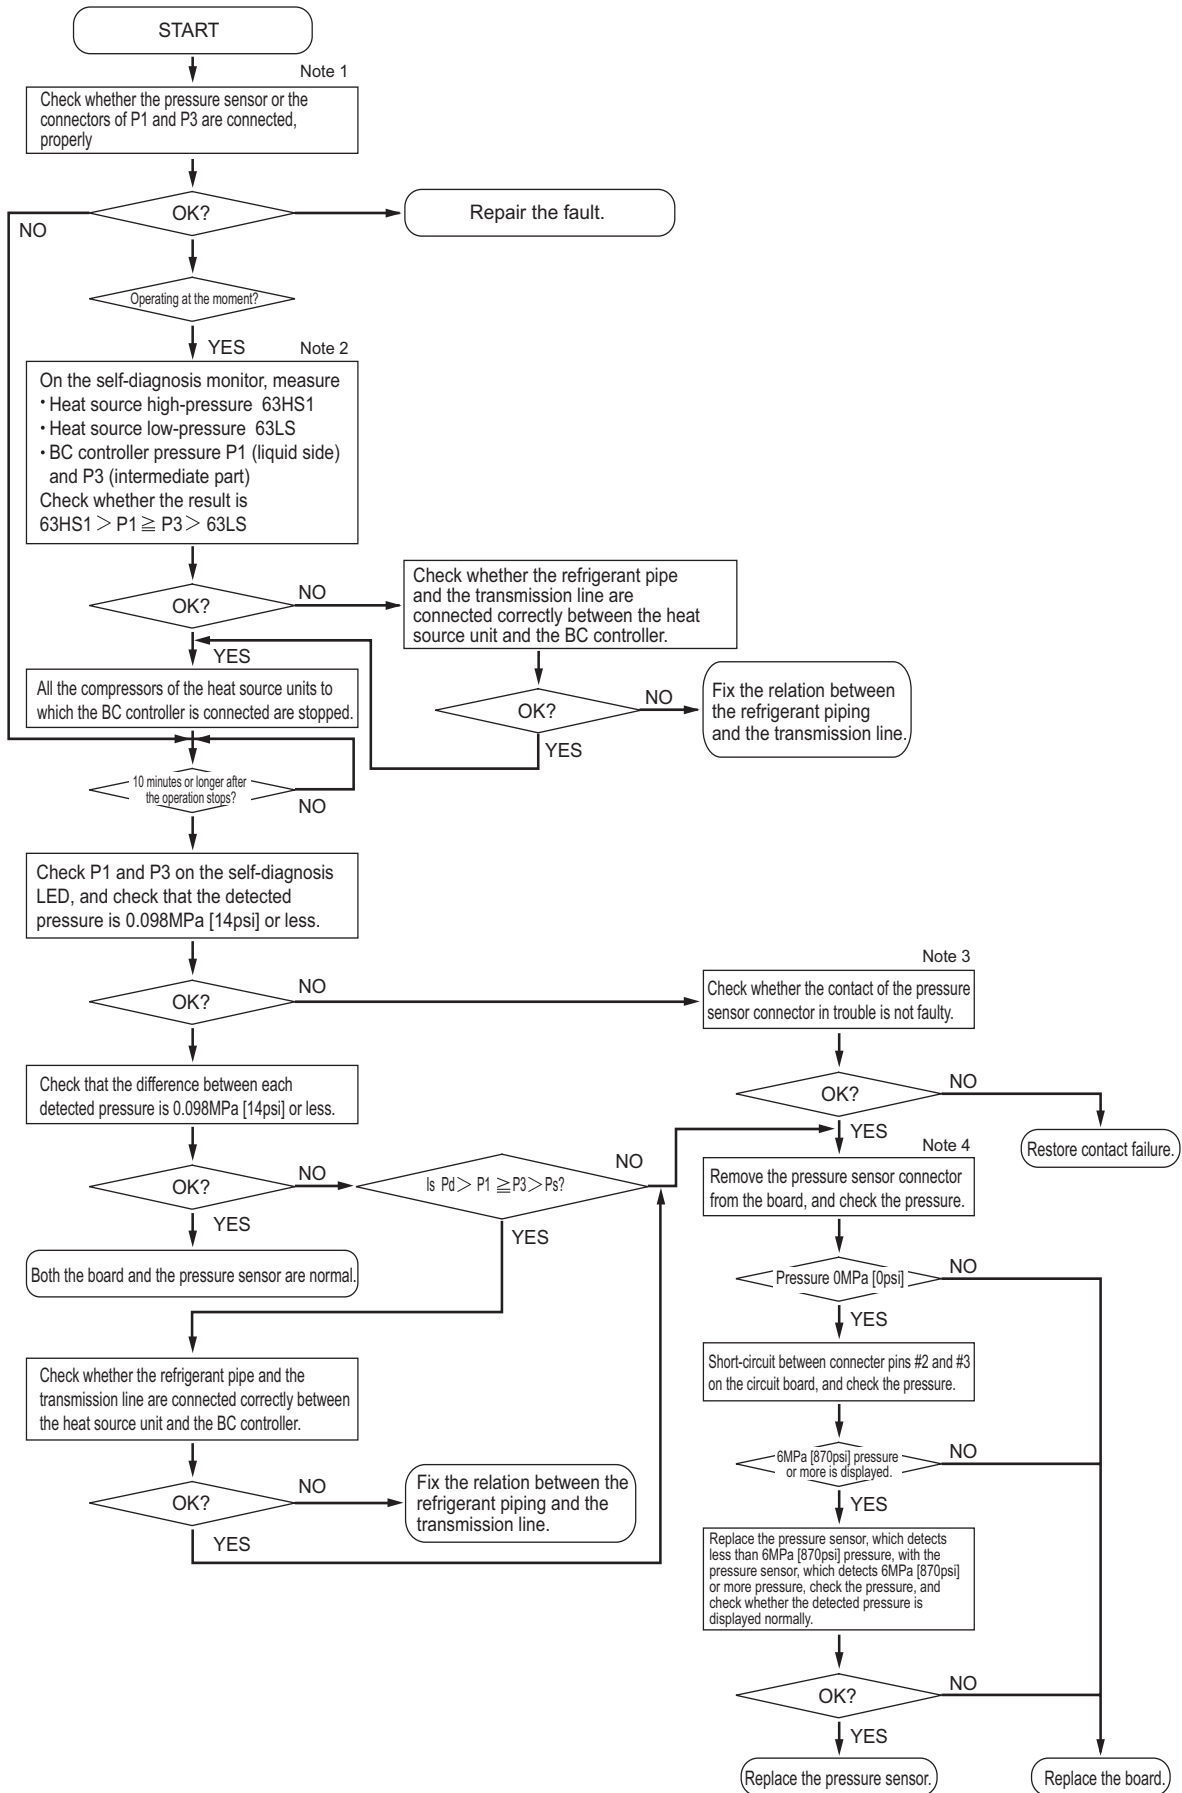 START
Note 1
Check whether the pressure sensor or the
connectors of P1 and P3 are connected,
properly
OK?
Repair the fault.
NO
Operating at the moment?
YES
Note 2
On the self-diagnosis monitor, measure
・Heat source high-pressure 63HS1
・Heat source low-pressure 63LS
・BC controller pressure P1 (liquid side)
and P3 (intermediate part)
Check whether the result is
63HS1＞P1≧P3＞63LS
OK?
NO
Check whether the refrigerant pipe
and the transmission line are
connected correctly between the heat
source unit and the BC controller.
YES
All the compressors of the heat source units to
which the BC controller is connected are stopped.
OK?
NO
Fix the relation between
the refrigerant piping
and the transmission line.
YES
10 minutes or longer after
the operation stops?
NO
Check P1 and P3 on the self-diagnosis
LED, and check that the detected
pressure is 0.098MPa [14psi] or less.
OK?
NO
Note 3
Check whether the contact of the pressure
sensor connector in trouble is not faulty.
Check that the difference between each
detected pressure is 0.098MPa [14psi] or less.
OK?
NO
YES
Restore contact failure.
Note 4
OK?
NO
Is Pd＞ P1 ≧P3＞Ps?
NO
YES
YES
Remove the pressure sensor connector
from the board, and check the pressure.
Both the board and the pressure sensor are normal.
Pressure 0MPa [0psi]
NO
YES
Check whether the refrigerant pipe and the
transmission line are connected correctly between
the heat source unit and the BC controller.
Short-circuit between connecter pins #2 and #3
on the circuit board, and check the pressure.
6MPa [870psi] pressure
or more is displayed.
NO
YES
OK?
NO
Fix the relation between the
refrigerant piping and the
transmission line.
YES
Replace the pressure sensor, which detects
less than 6MPa [870psi] pressure, with the
pressure sensor, which detects 6MPa [870psi]
or more pressure, check the pressure, and
check whether the detected pressure is
displayed normally.
OK?
NO
YES
Replace the pressure sensor.
Replace the board.